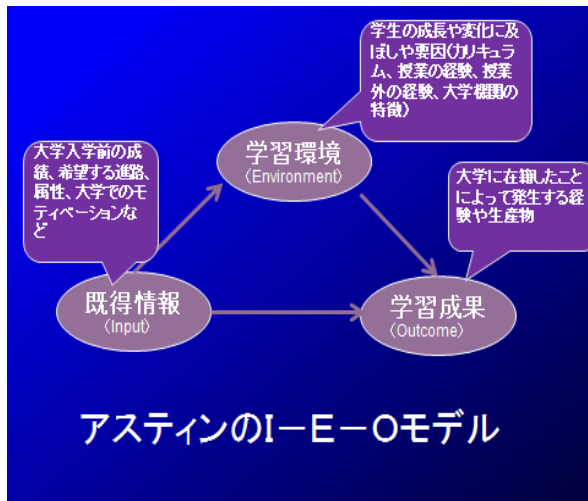 学生の成長や変化に及
ぼしや要因(カリキュラ
ム、授業の経験、授業
外の経験、大学機関の
特徴)
大学入学前の成
績、希望する進路、
属性、大学でのモ
ティベーションな
ど
学習環境
(Environment)
大学に在籍したこと
によって発生する経
験や生産物
既得情報
(Input)
学習成果
(Outcome)
アスティンのI－E－Oモデル